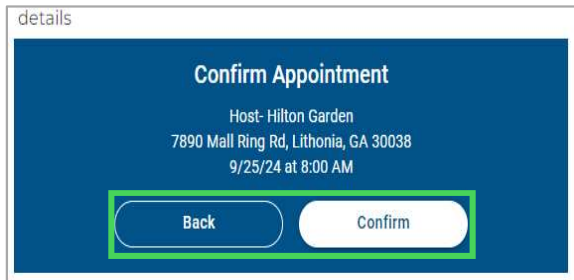 details
Confirm Appointment
Host- Hilton Garden
7890 Mall Ring Rd, Lithonia, GA 30038
9/25/24 at 8:00 AM
Back Confirm